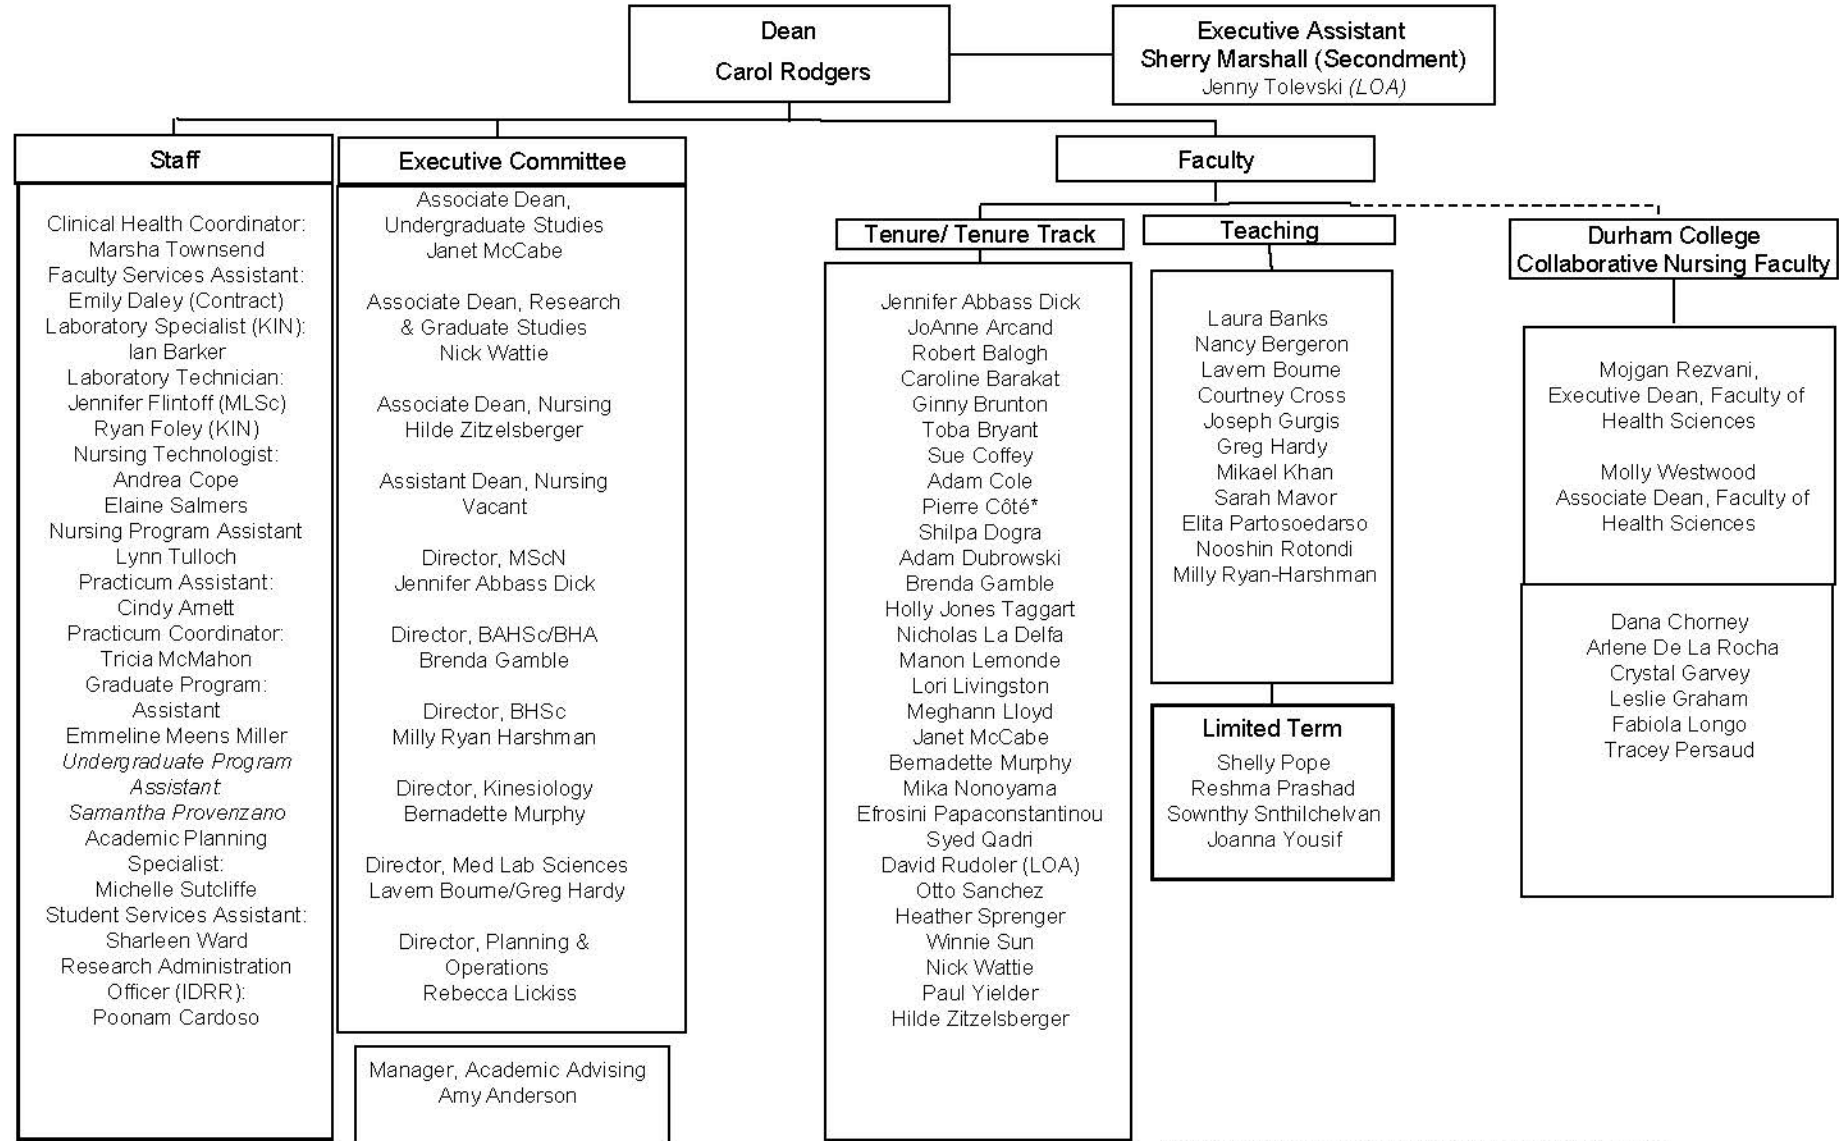 Dean
Carol Rodgers
Executive Assistant
Sherry Marshall (Secondment)
Jenny Tolevski (LOA)
Staff
Clinical Health Coordinator:
Marsha Townsend
Faculty Services Assistant:
Emily Daley (Contract)
Laboratory Specialist (KIN):
Ian Barker
Laboratory Technician:
Jennifer Flintoff (MLSc)
Ryan Foley (KIN)
Nursing Technologist:
Andrea Cope
Elaine Salmers
Nursing Program Assistant
Lynn Tulloch
Practicum Assistant:
Cindy Arnett
Practicum Coordinator:
Tricia McMahon
Graduate Program:
Assistant
Emmeline Meens Miller
Undergraduate Program
Assistant
Samantha Provenzano
Academic Planning
Specialist:
Michelle Sutcliffe
Student Services Assistant:
Sharleen Ward
Research Administration
Officer (IDRR):
Poonam Cardoso
Executive Committee
Associate Dean,
Undergraduate Studies
Janet McCabe
Associate Dean, Research
& Graduate Studies
Nick Wattie
Associate Dean, Nursing
Hilde Zitzelsberger
Assistant Dean, Nursing
Vacant
Director, MScN
Jennifer Abbass Dick
Director, BAHSc/BHA
Brenda Gamble
Director, BHSc
Milly Ryan Harshman
Director, Kinesiology
Bernadette Murphy
Director, Med Lab Sciences
Lavern Bourne/Greg Hardy
Director, Planning &
Operations
Rebecca Lickiss
Manager, Academic Advising
Amy Anderson
Faculty
Tenure/ Tenure Track
Jennifer Abbass Dick
JoAnne Arcand
Robert Balogh
Caroline Barakat
Ginny Brunton
Toba Bryant
Sue Coffey
Adam Cole
Pierre Côté*
Shilpa Dogra
Adam Dubrowski
Brenda Gamble
Holly Jones Taggart
Nicholas La Delfa
Manon Lemonde
Lori Livingston
Meghann Lloyd
Janet McCabe
Bernadette Murphy
Mika Nonoyama
Efrosini Papaconstantinou
Syed Qadri
David Rudoler (LOA)
Otto Sanchez
Heather Sprenger
Winnie Sun
Nick Wattie
Paul Yielder
Hilde Zitzelsberger
Teaching
Laura Banks
Nancy Bergeron
Lavern Bourne
Courtney Cross
Joseph Gurgis
Greg Hardy
Mikael Khan
Sarah Mavor
Elita Partosoedarso
Nooshin Rotondi
Milly Ryan-Harshman
Limited Term
Shelly Pope
Reshma Prashad
Sownthy Snthilchelvan
Joanna Yousif
Durham College
Collaborative Nursing Faculty
Mojgan Rezvani,
Executive Dean, Faculty of
Health Sciences
Molly Westwood
Associate Dean, Faculty of
Health Sciences
Dana Chorney
Arlene De La Rocha
Crystal Garvey
Leslie Graham
Fabiola Longo
Tracey Persaud